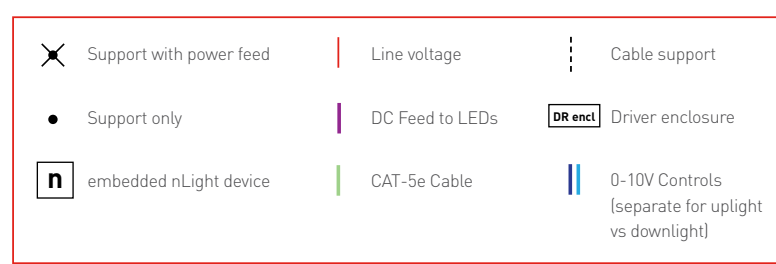 Support with power feed
Line voltage
Cable support
Support only
DC Feed to LEDs
DR encl
Driver enclosure
n
embedded nLight device
CAT-5e Cable
0-10V Controls
(separate for uplight
vs downlight)